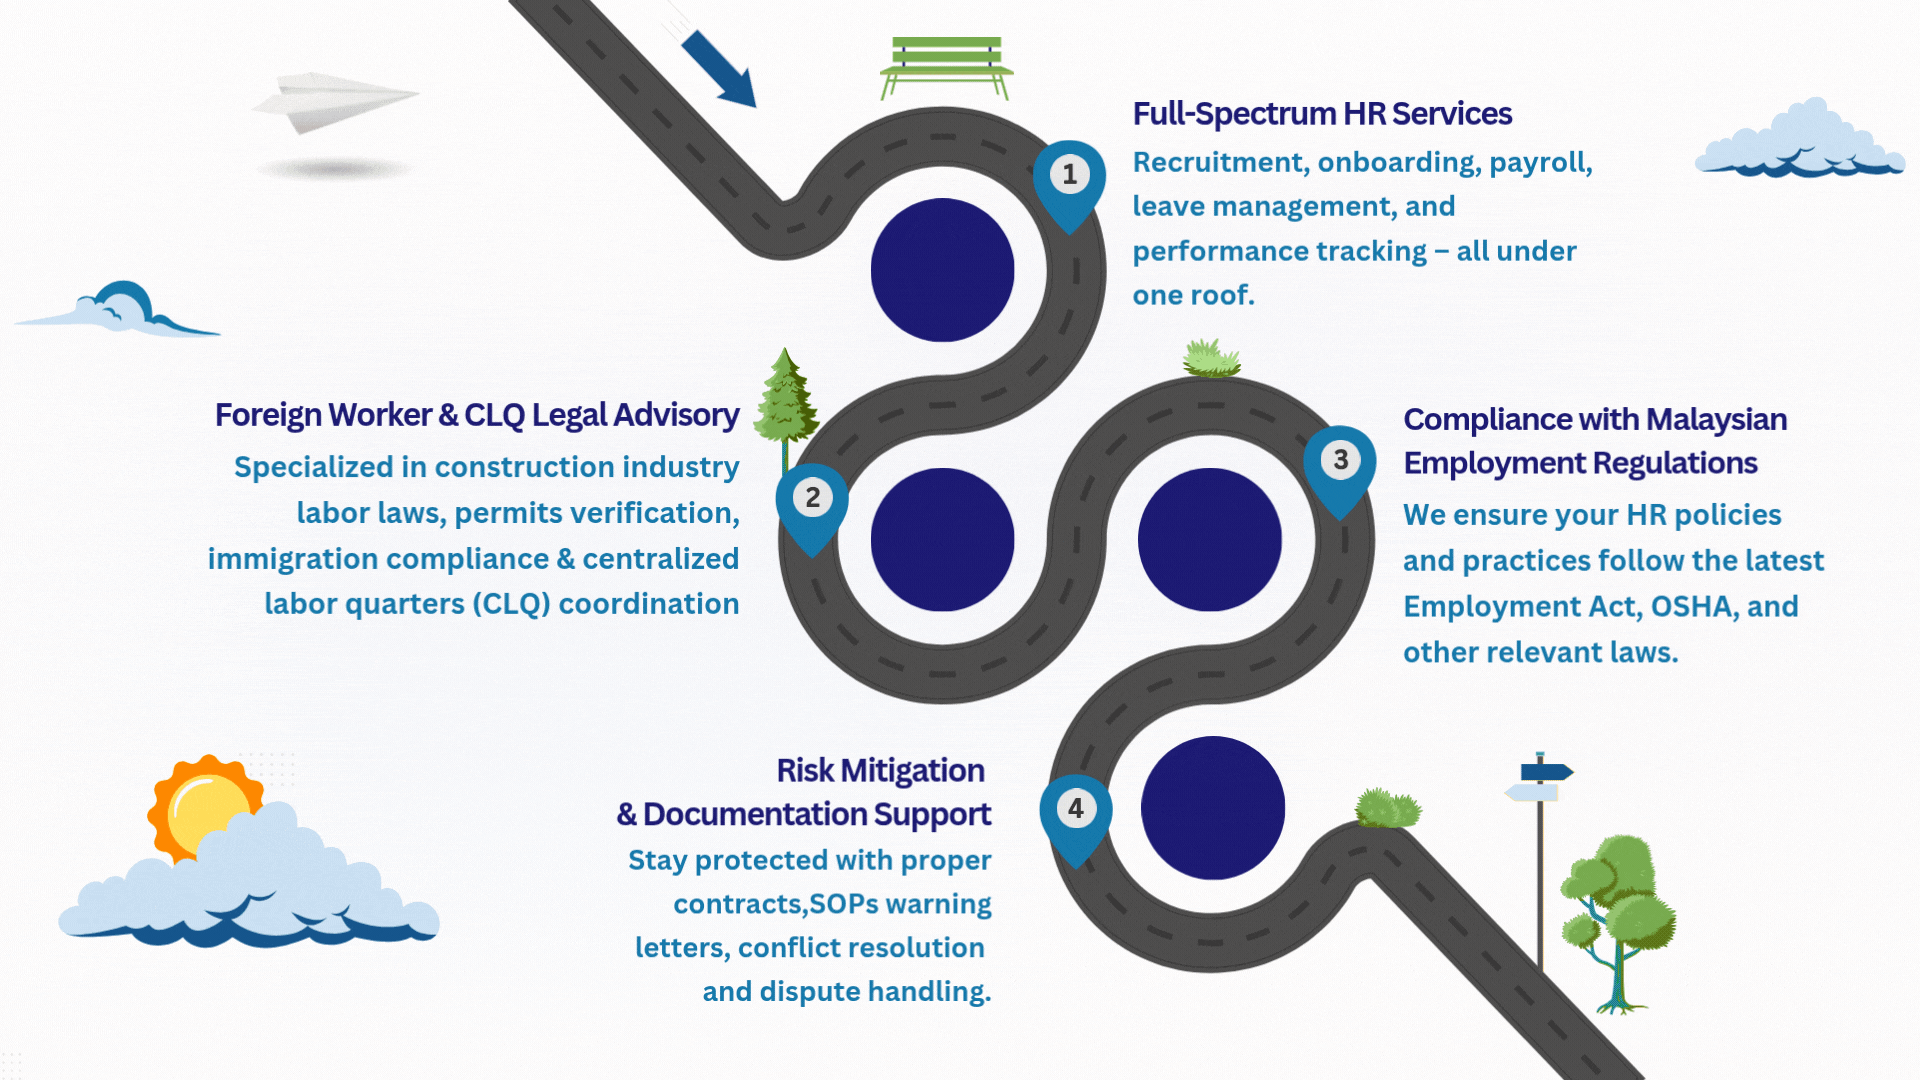 1
Full-Spectrum HR Services
Recruitment, onboarding, payroll,
leave management, and
performance tracking – all under
one roof.
2
Foreign Worker & CLQ Legal Advisory
Specialized in construction industry
labor laws, permits verification,
immigration compliance & centralized
labor quarters (CLQ) coordination
3
Compliance with Malaysian
Employment Regulations
We ensure your HR policies
and practices follow the latest
Employment Act, OSHA, and
other relevant laws.
4
Risk Mitigation
& Documentation Support
Stay protected with proper
contracts,SOPs warning
letters, conflict resolution
and dispute handling.